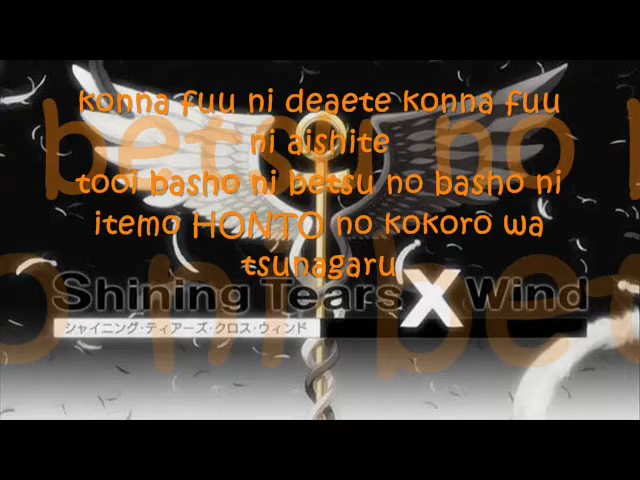 konna fuu ni deaete konna fuu
ni aishite
tooi basho ni betsu no basho ni
itemo HONTO no kokoro wa
tsunagaru
Shining Tears X Wind
シャイニング・ティアーズ・クロス・ウィンド
betsu no
o ni bet